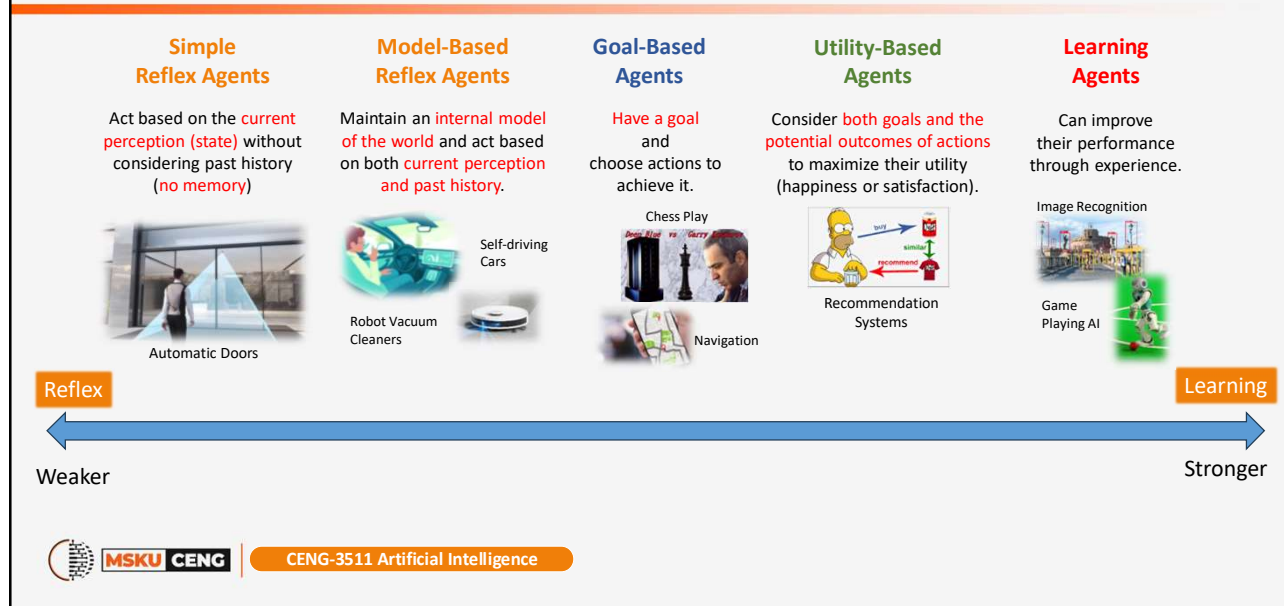 Simple
Reflex Agents
Act based on the current
perception (state) without
considering past history
(no memory)
Automatic Doors
Model-Based
Reflex Agents
Maintain an internal model
of the world and act based
on both current perception
and past history.
Self-driving
Cars
Robot Vacuum
Cleaners
Goal-Based
Agents
Have a goal
and
choose actions to
achieve it.
Chess Play
Deep Blue vs Garry
Navigation
Utility-Based
Agents
Consider both goals and the
potential outcomes of actions
to maximize their utility
(happiness or satisfaction).
buy
similar
recommend
Recommendation
Systems
Learning
Agents
Can improve
their performance
through experience.
Image Recognition
Game
Playing AI
Reflex
Learning
Weaker
Stronger
MSKU CENG
CENG-3511 Artificial Intelligence